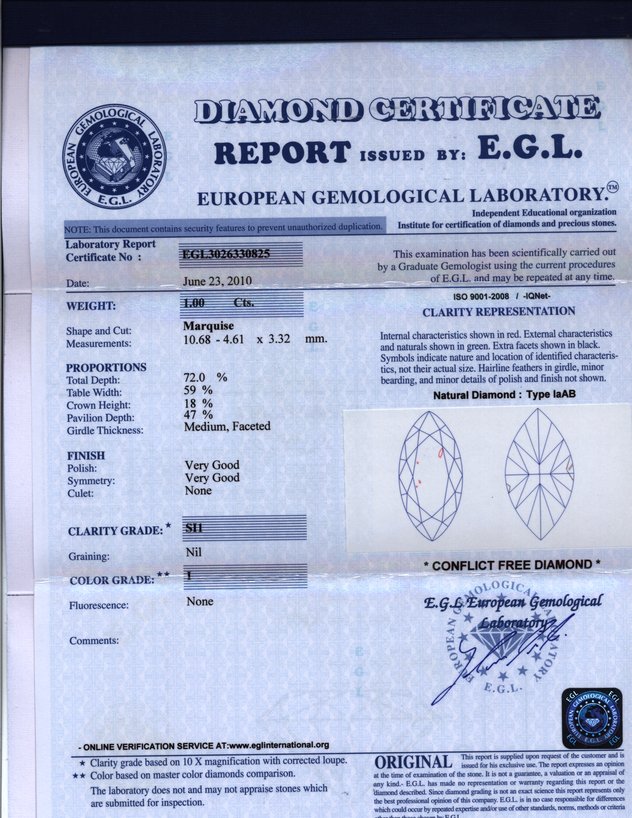 DIAMOND CERTIFICATE
REPORT ISSUED BY: E.G.L.
EUROPEAN GEMOLOGICAL LABORATORY.™
EUROPEAN GEMOLOGICAL LABORATORY
E.G.L.
Independent Educational organization
Institute for certification of diamonds and precious stones.
NOTE: This document contains security features to prevent unauthorized duplication.
Laboratory Report
Certificate No : EGL3026330825
Date: June 23, 2010
WEIGHT: 1.00 Cts.
Shape and Cut: Marquise
Measurements: 10.68 - 4.61 x 3.32 mm.
PROPORTIONS
Total Depth: 72.0 %
Table Width: 59 %
Crown Height: 18 %
Pavilion Depth: 47 %
Girdle Thickness: Medium, Faceted
FINISH
Polish: Very Good
Symmetry: Very Good
Culet: None
CLARITY GRADE: * SI1
Graining: Nil
COLOR GRADE: ** I
Fluorescence: None
Comments:
This examination has been scientifically carried out
by a Graduate Gemologist using the current procedures
of E.G.L. and may be repeated at any time.
ISO 9001-2008 / -IQNet-
CLARITY REPRESENTATION
Internal characteristics shown in red. External characteristics
and naturals shown in green. Extra facets shown in black.
Symbols indicate nature and location of identified characteris-
tics, not their actual size. Hairline feathers in girdle, minor
bearding, and minor details of polish and finish not shown.
Natural Diamond : Type IaAB
* CONFLICT FREE DIAMOND *
E.G.L European Gemological
Laboratory
EUROPEAN GEMOLOGICAL LABORATORY
E.G.L.
- ONLINE VERIFICATION SERVICE AT:www.eglinternational.org
* Clarity grade based on 10 X magnification with corrected loupe.
** Color based on master color diamonds comparison.
The laboratory does not and may not appraise stones which
are submitted for inspection.
ORIGINAL This report is supplied upon request of the customer and is
issued for his exclusive use. The report expresses an opinion
at the time of examination of the stone. It is not a guarantee, a valuation or an appraisal of
any kind.- E.G.L. has made no representation or warranty regarding this report or the
diamond described. Since diamond grading is not an exact science this report represents only
the best professional opinion of this company. E.G.L. is in no case responsible for differences
which could occur by repeated expertise and/or use of other standards, norms, methods or criteria